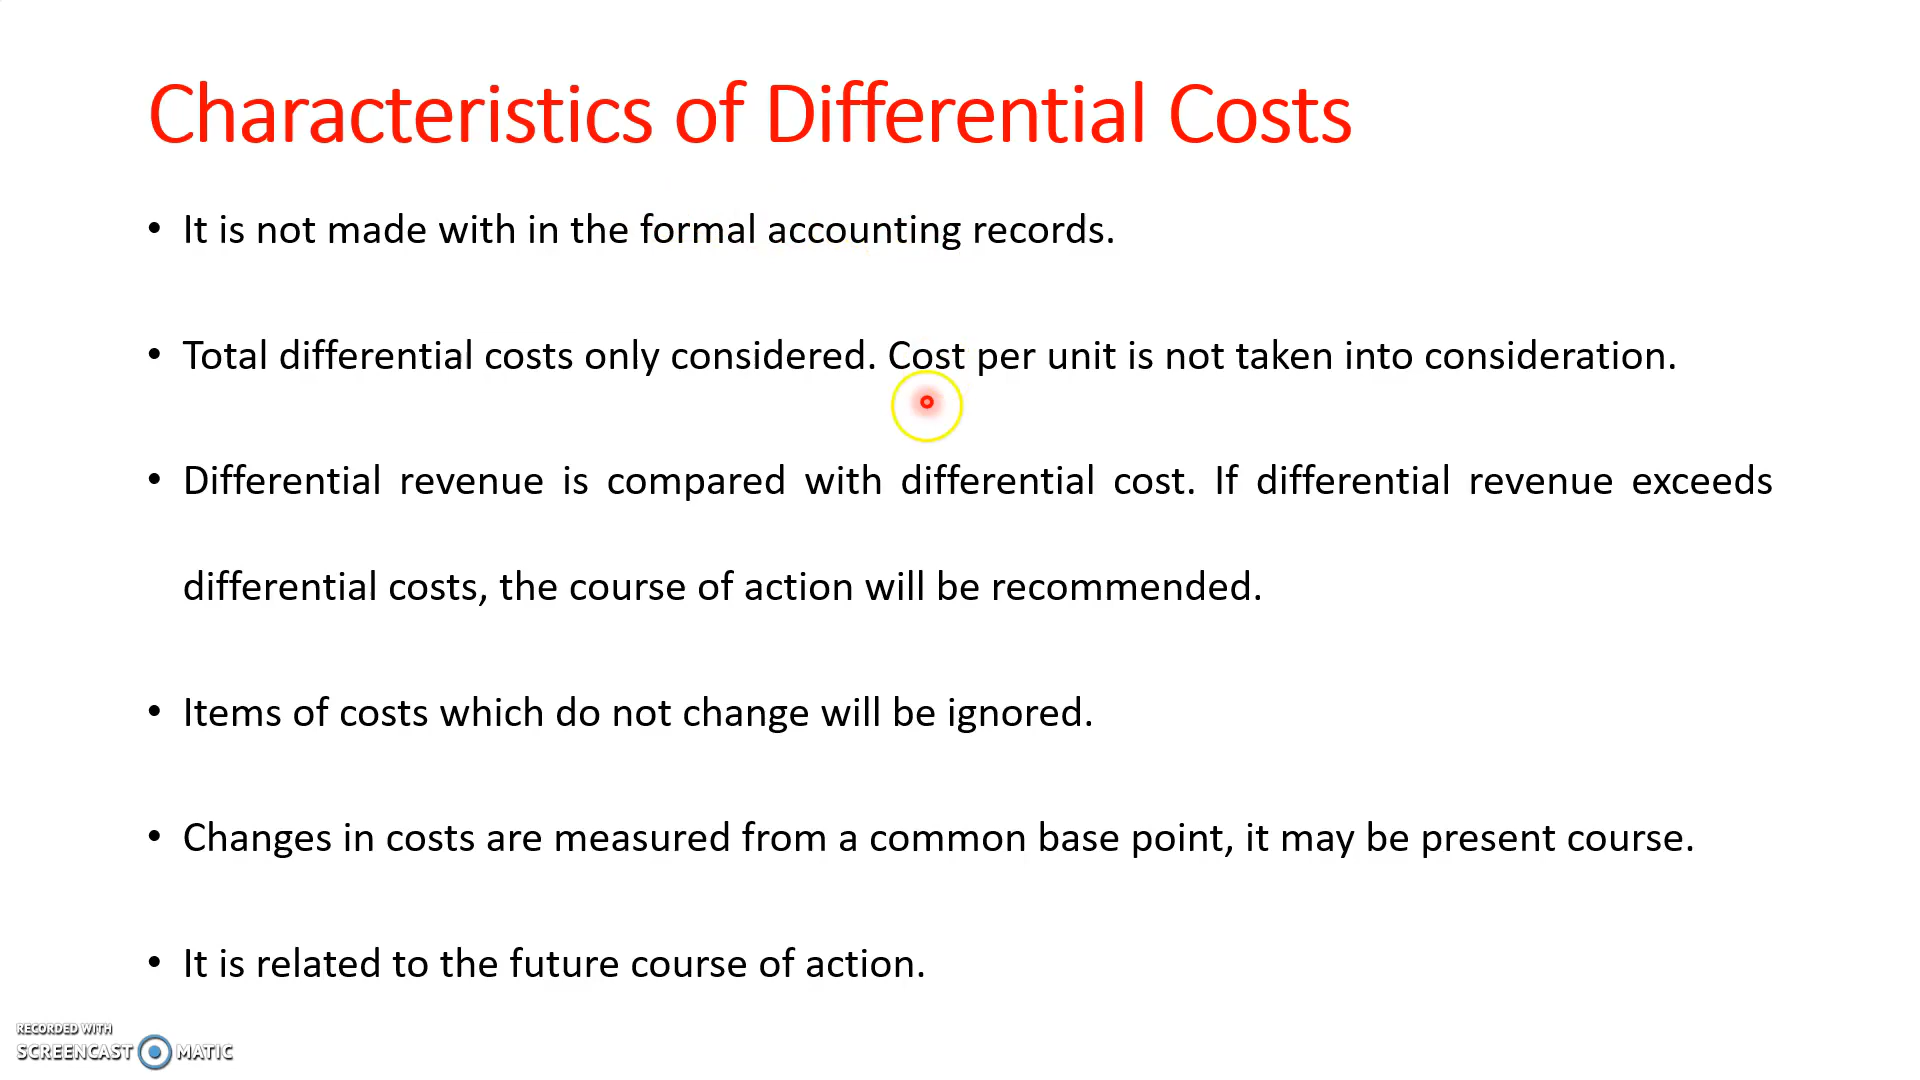 Characteristics of Differential Costs
• It is not made with in the formal accounting records.
• Total differential costs only considered. Cost per unit is not taken into consideration.
• Differential revenue is compared with differential cost. If differential revenue exceeds
differential costs, the course of action will be recommended.
• Items of costs which do not change will be ignored.
• Changes in costs are measured from a common base point, it may be present course.
• It is related to the future course of action.
RECORDED WITH
SCREENCAST MATIC